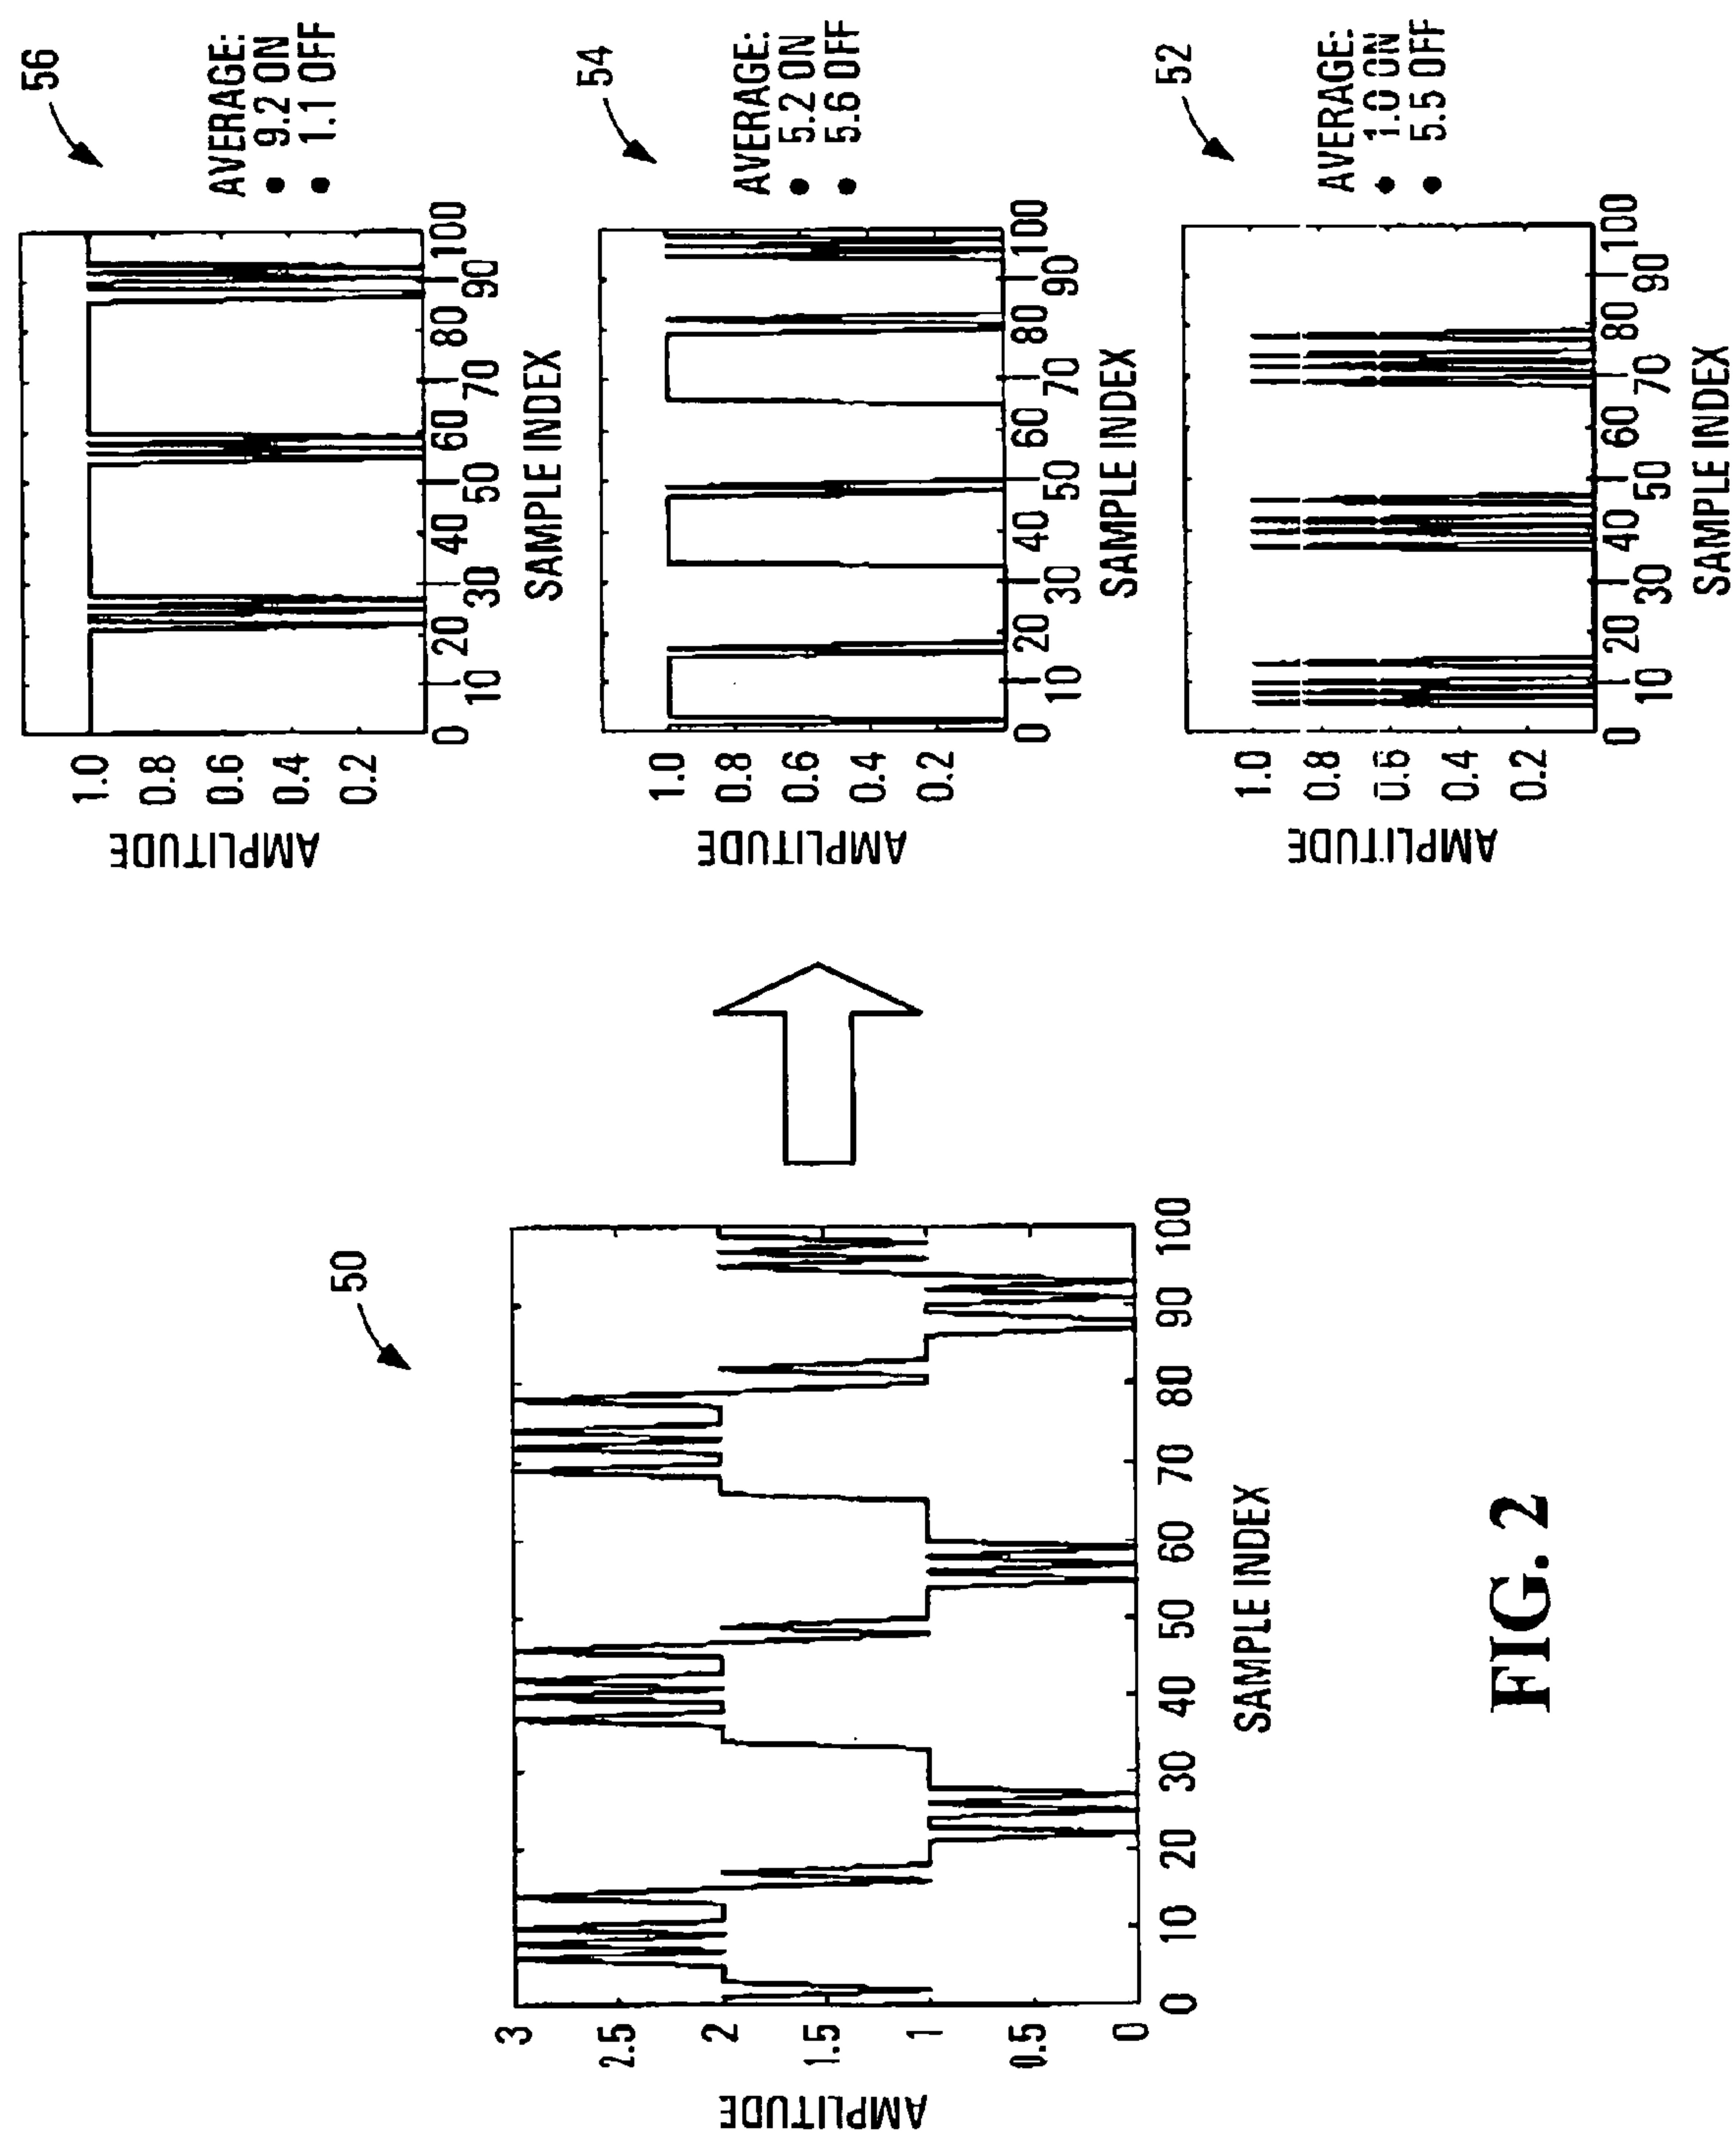 50
3
2.5
2
1.5
1
0.5
0
AMPLITUDE
0 10 20 30 40 50 60 70 80 90 100
SAMPLE INDEX
56
1.0
0.8
0.6
0.4
0.2
AMPLITUDE
0 10 20 30 40 50 60 70 80 90 100
SAMPLE INDEX
AVERAGE:
• 9.2 ON
• 1.1 OFF
54
1.0
0.8
0.6
0.4
0.2
AMPLITUDE
0 10 20 30 40 50 60 70 80 90 100
SAMPLE INDEX
AVERAGE:
• 5.2 ON
• 5.6 OFF
52
1.0
0.8
0.6
0.4
0.2
AMPLITUDE
0 10 20 30 40 50 60 70 80 90 100
SAMPLE INDEX
AVERAGE:
• 1.0 ON
• 5.5 OFF
FIG. 2